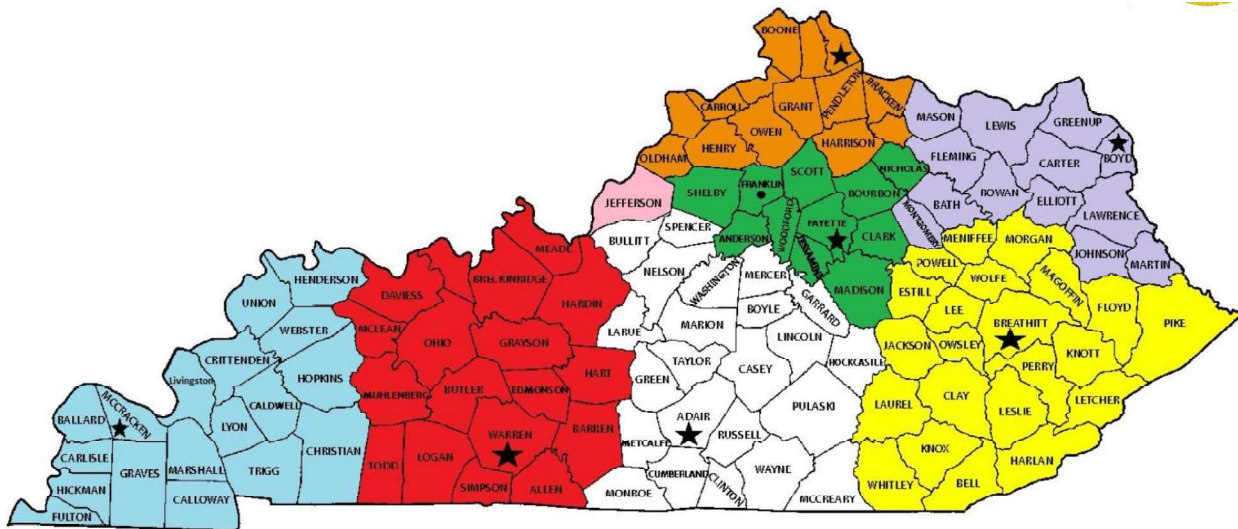 BOONE
CARROLL
GRANT
PENDLETON
BRACKEN
OWEN
HENRY
HARRISON
OLDHAM
MASON
LEWIS
GREENUP
BOYD
FLEMING
CARTER
ROWAN
BATH
ELLIOTT
LAWRENCE
MONTGOMERY
JOHNSON
MARTIN
JEFFERSON
SHELBY
FRANKLIN
SCOTT
NICHOLAS
BOURBON
WOODFORD
FAYETTE
ANDERSON
JESSAMINE
CLARK
MADISON
BULLITT
SPENCER
NELSON
WASHINGTON
MERCER
GARRARD
BOYLE
LARUE
MARION
LINCOLN
TAYLOR
CASEY
ROCKCASTLE
GREEN
PULASKI
ADAIR
METCALFE
RUSSELL
CUMBERLAND
CLINTON
WAYNE
MONROE
MCCREARY
MENIFFEE
MORGAN
POWELL
WOLFE
MAGOFFIN
ESTILL
LEE
FLOYD
PIKE
BREATHITT
JACKSON
OWSLEY
KNOTT
PERRY
LAUREL
CLAY
LESLIE
LETCHER
KNOX
HARLAN
WHITLEY
BELL
MEADE
BRECKINRIDGE
DAVIESS
HARDIN
MCLEAN
OHIO
GRAYSON
HART
MUHLENBERG
BUTLER
EDMONSON
WARREN
BARREN
TODD
LOGAN
SIMPSON
ALLEN
HENDERSON
UNION
WEBSTER
CRITTENDEN
HOPKINS
Livingston
CALDWELL
LYON
CHRISTIAN
TRIGG
MCCRACKEN
BALLARD
CARLISLE
GRAVES
MARSHALL
HICKMAN
CALLOWAY
FULTON